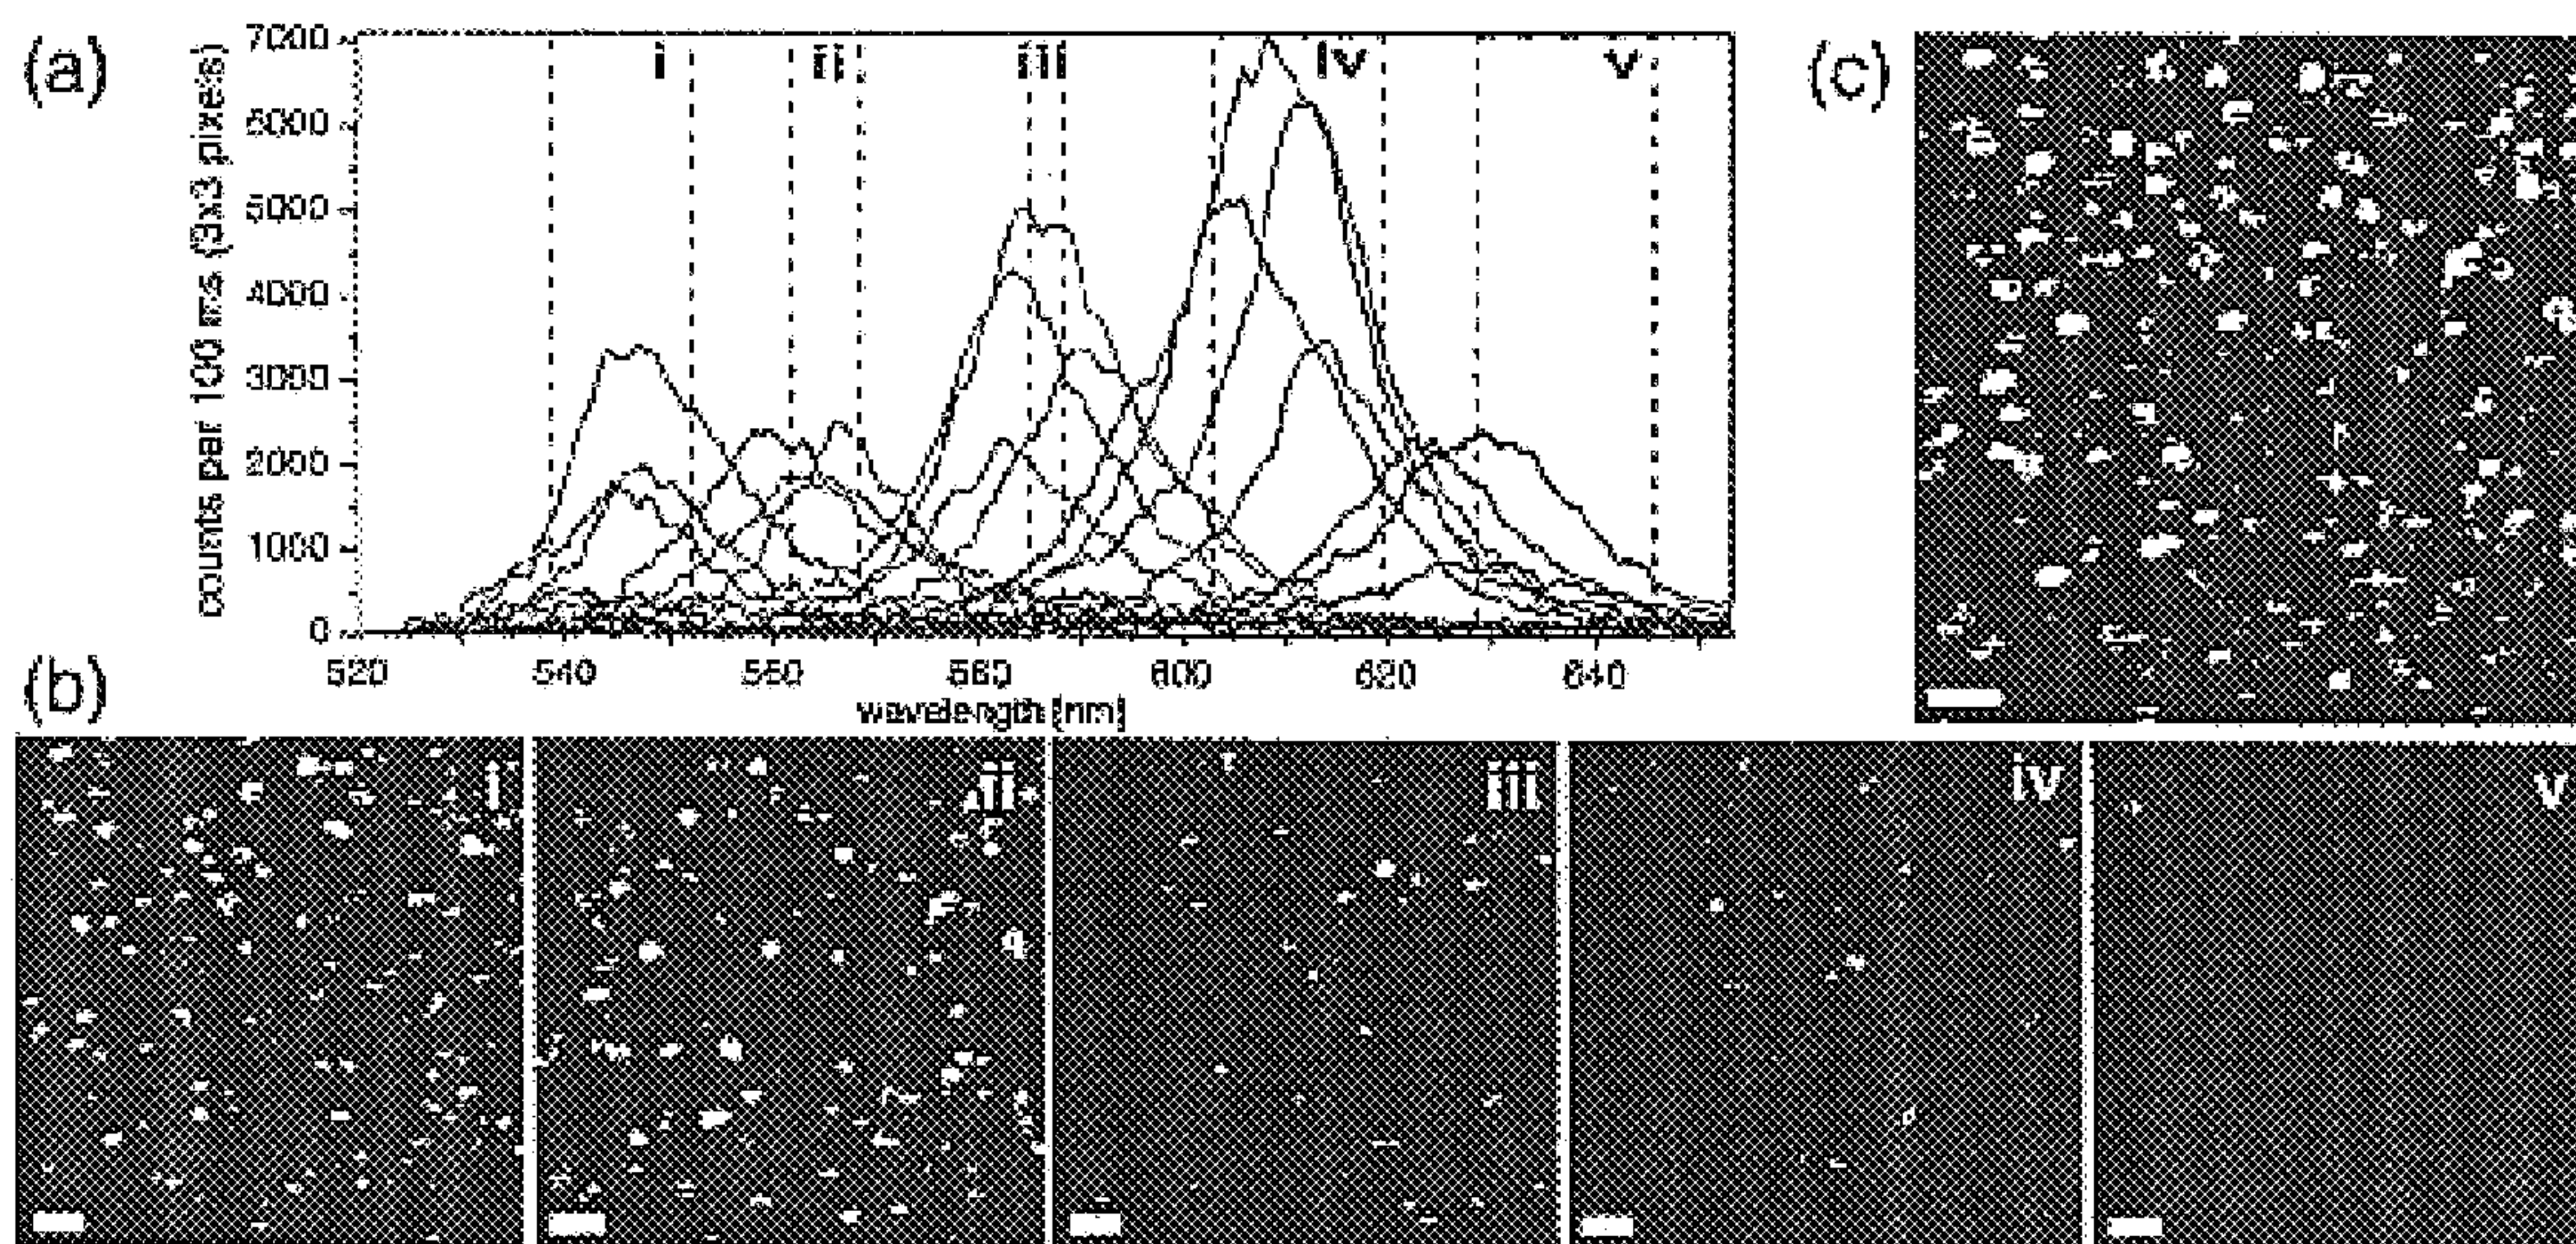 (a)
counts per 100 ms (3x3 pixels)
7000
6000
5000
4000
3000
2000
1000
0
i ii iii iv v
520 540 560 580 600 620 640
wavelength [nm]
(b)
i
ii
iii
iv
v
(c)